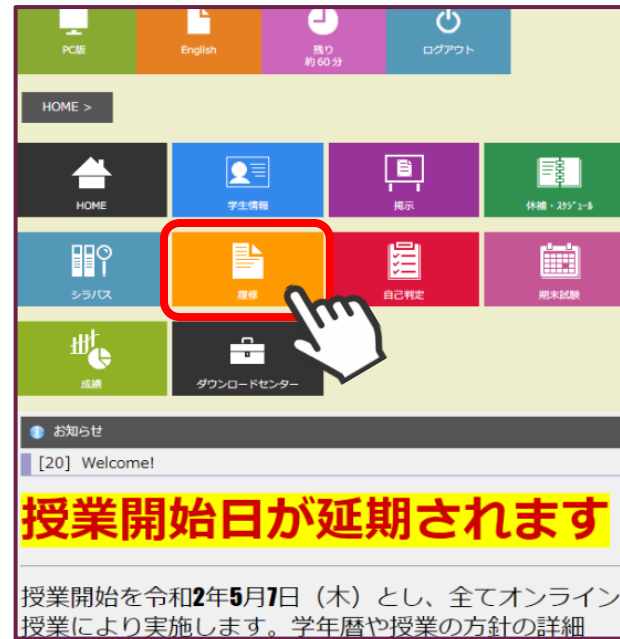 PC版
English
残り
約60分
ログアウト
HOME >
HOME
学生情報
掲示
休補・ｽｹｼﾞｭｰﾙ
シラバス
履修
自己判定
期末試験
成績
ダウンロードセンター
お知らせ
[20] Welcome!
授業開始日が延期されます
授業開始を令和2年5月7日（木）とし、全てオンライン
授業により実施します。学年暦や授業の方針の詳細